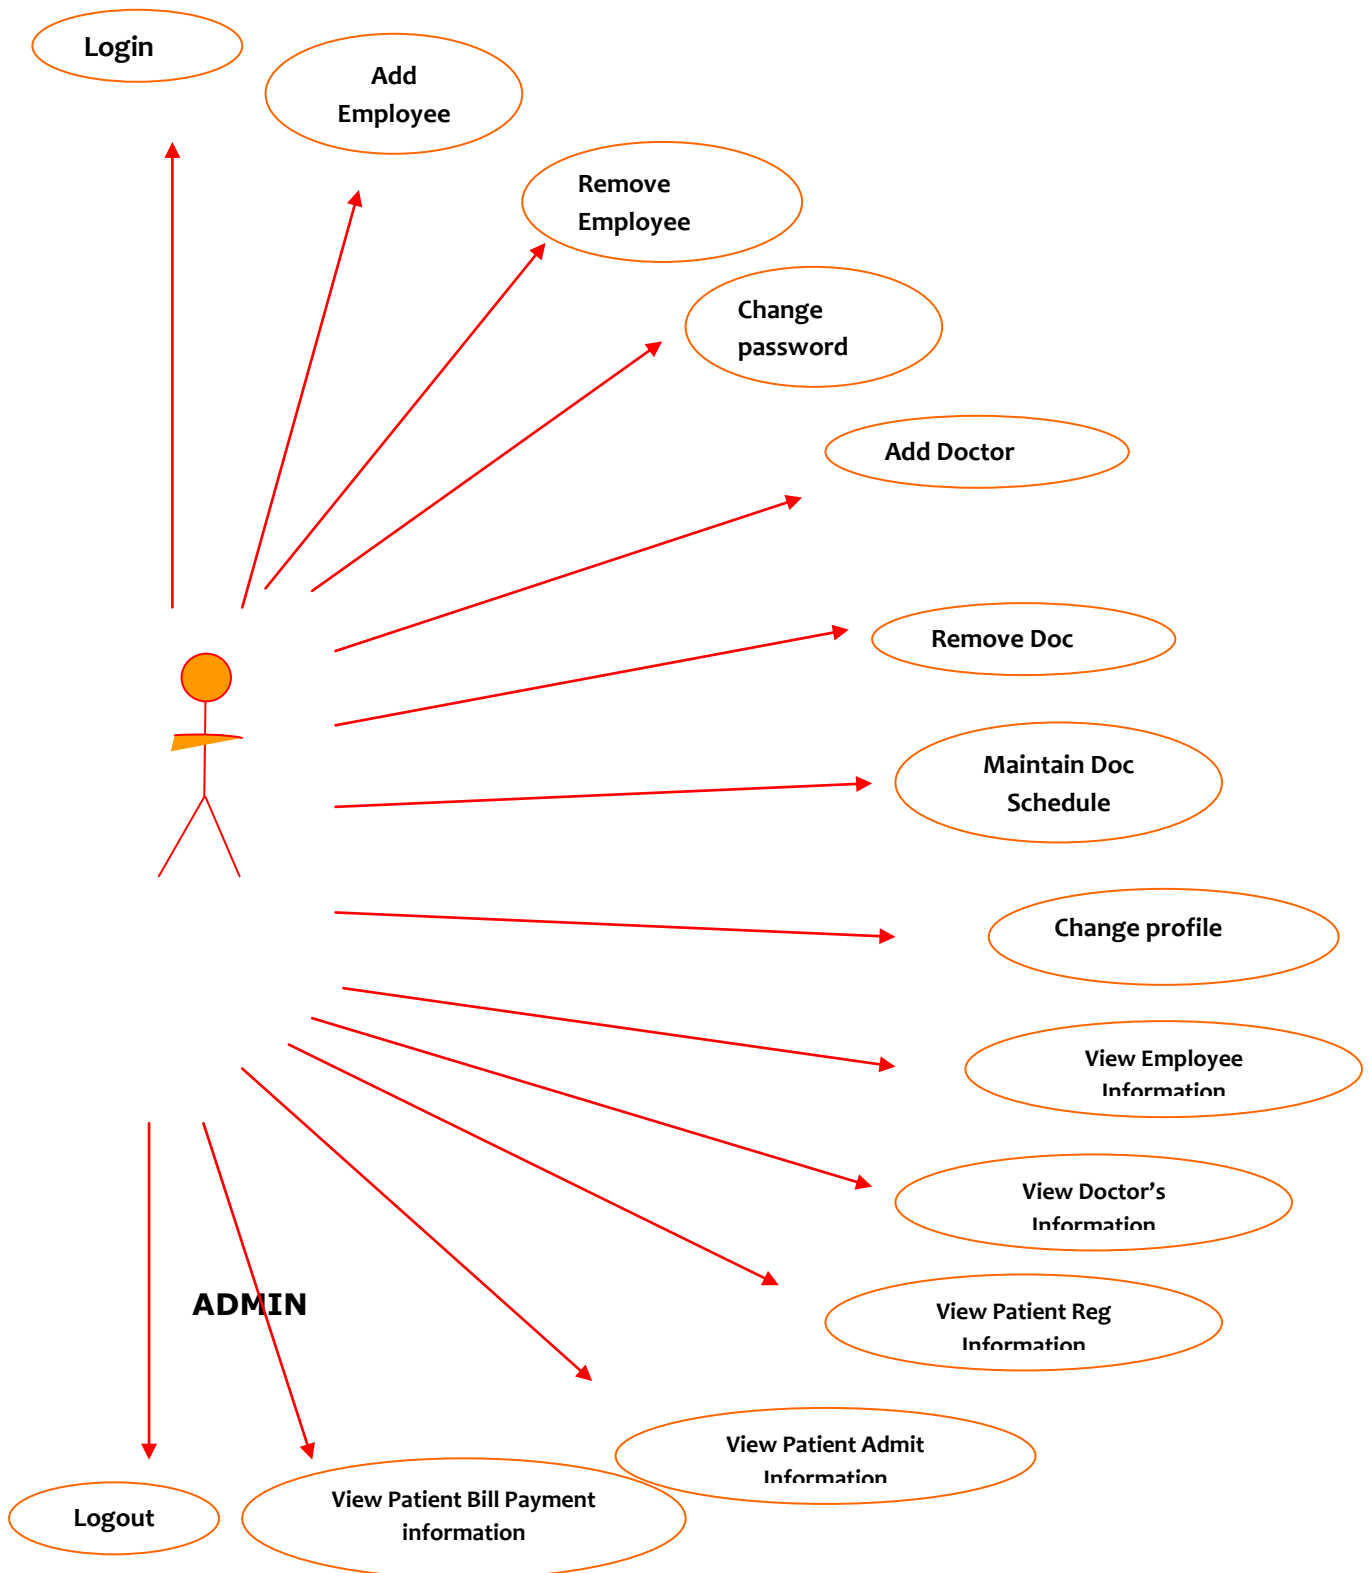 Login
Add
Employee
Remove
Employee
Change
password
Add Doctor
Remove Doc
Maintain Doc
Schedule
Change profile
View Employee
Information
View Doctor’s
Information
View Patient Reg
Information
ADMIN
View Patient Admit
Information
View Patient Bill Payment
information
Logout